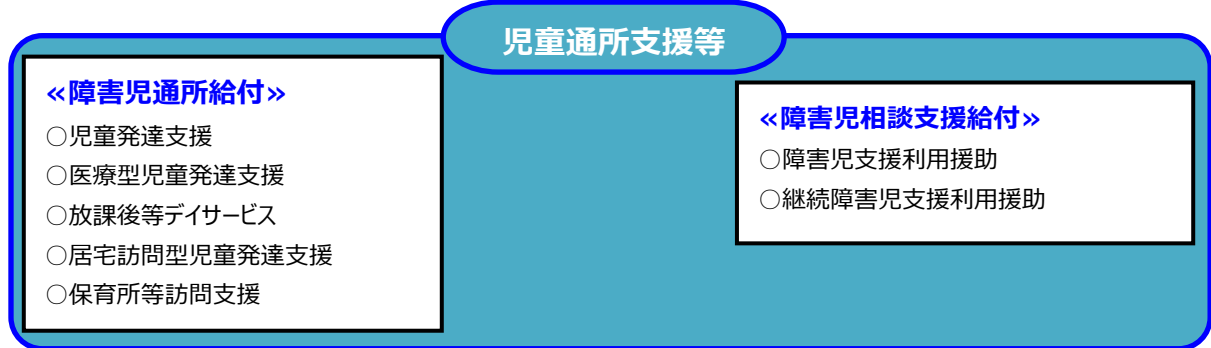 児童通所支援等
≪障害児通所給付≫
○児童発達支援
○医療型児童発達支援
○放課後等デイサービス
○居宅訪問型児童発達支援
○保育所等訪問支援
≪障害児相談支援給付≫
○障害児支援利用援助
○継続障害児支援利用援助